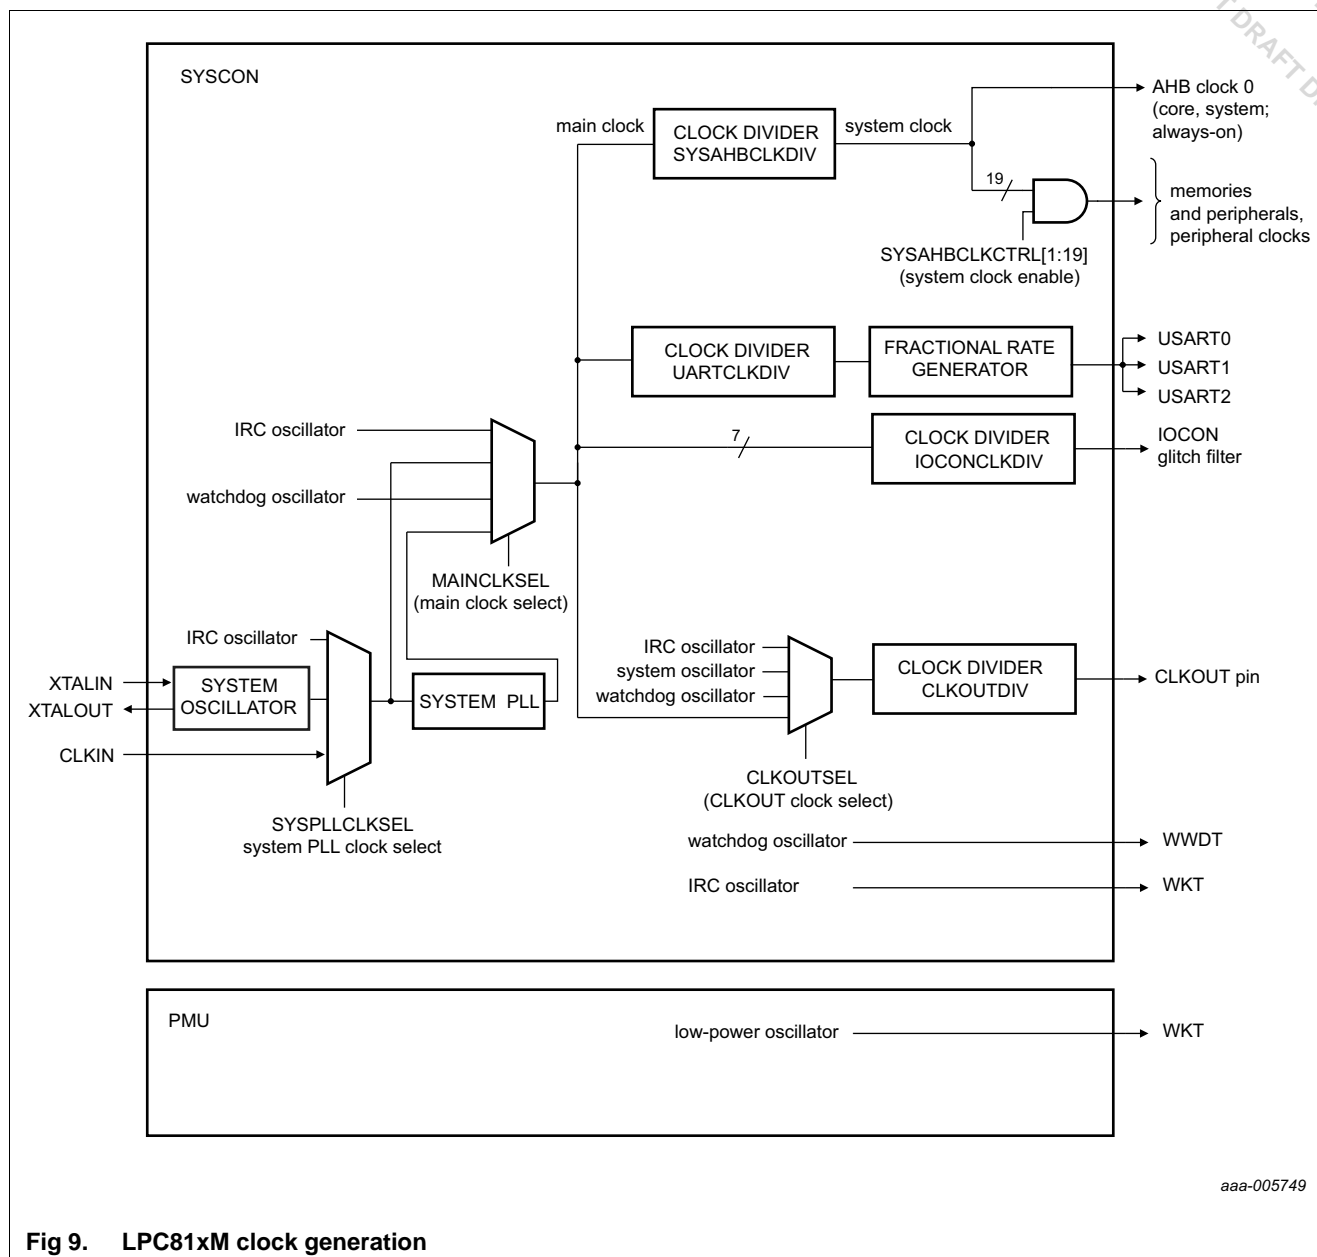 DRAFT DRAFT D
SYSCON
AHB clock 0
(core, system;
always-on)
main clock
CLOCK DIVIDER
SYSAHBCLKDIV
system clock
19
memories
and peripherals,
peripheral clocks
SYSAHBCLKCTRL[1:19]
(system clock enable)
CLOCK DIVIDER
UARTCLKDIV
FRACTIONAL RATE
GENERATOR
USART0
USART1
USART2
IRC oscillator
watchdog oscillator
7
CLOCK DIVIDER
IOCONCLKDIV
IOCON
glitch filter
MAINCLKSEL
(main clock select)
IRC oscillator
XTALIN
XTALOUT
SYSTEM
OSCILLATOR
CLKIN
SYSTEM PLL
IRC oscillator
system oscillator
watchdog oscillator
CLOCK DIVIDER
CLKOUTDIV
CLKOUT pin
CLKOUTSEL
(CLKOUT clock select)
SYSPLLCLKSEL
system PLL clock select
watchdog oscillator
WWDT
IRC oscillator
WKT
PMU
low-power oscillator
WKT
aaa-005749
Fig 9. LPC81xM clock generation